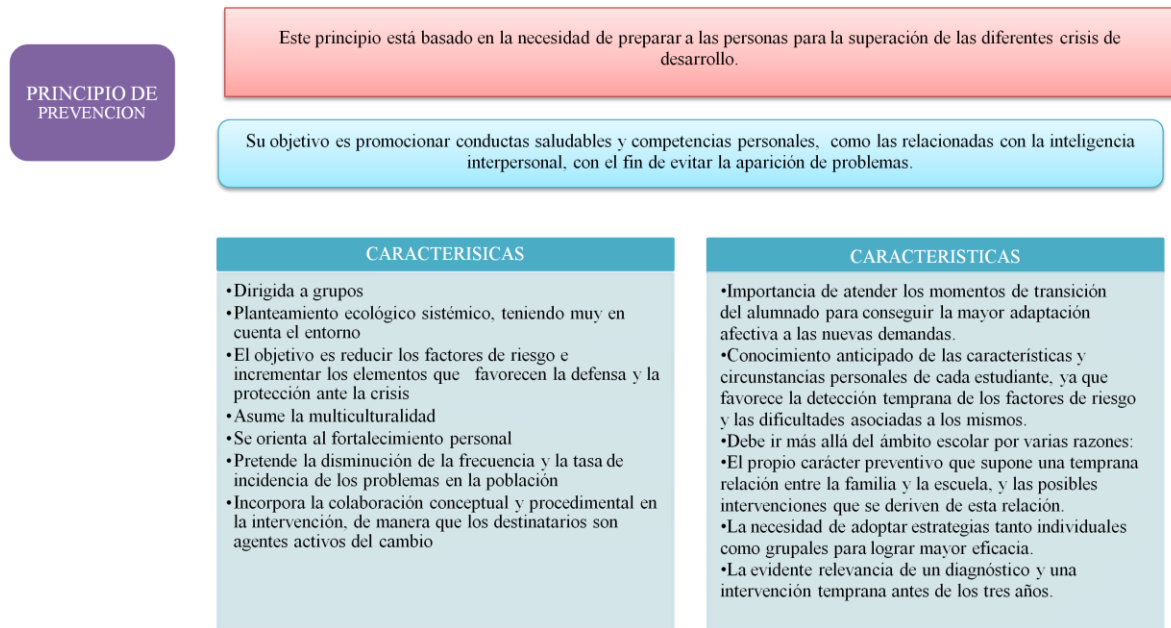 PRINCIPIO DE
PREVENCION
Este principio está basado en la necesidad de preparar a las personas para la superación de las diferentes crisis de
desarrollo.
Su objetivo es promocionar conductas saludables y competencias personales, como las relacionadas con la inteligencia
interpersonal, con el fin de evitar la aparición de problemas.
CARACTERISICAS
•Dirigida a grupos
•Planteamiento ecológico sistémico, teniendo muy en
cuenta el entorno
•El objetivo es reducir los factores de riesgo e
incrementar los elementos que favorecen la defensa y la
protección ante la crisis
•Asume la multiculturalidad
•Se orienta al fortalecimiento personal
•Pretende la disminución de la frecuencia y la tasa de
incidencia de los problemas en la población
•Incorpora la colaboración conceptual y procedimental en
la intervención, de manera que los destinatarios son
agentes activos del cambio
CARACTERISTICAS
•Importancia de atender los momentos de transición
del alumnado para conseguir la mayor adaptación
afectiva a las nuevas demandas.
•Conocimiento anticipado de las características y
circunstancias personales de cada estudiante, ya que
favorece la detección temprana de los factores de riesgo
y las dificultades asociadas a los mismos.
•Debe ir más allá del ámbito escolar por varias razones:
•El propio carácter preventivo que supone una temprana
relación entre la familia y la escuela, y las posibles
intervenciones que se deriven de esta relación.
•La necesidad de adoptar estrategias tanto individuales
como grupales para lograr mayor eficacia.
•La evidente relevancia de un diagnóstico y una
intervención temprana antes de los tres años.